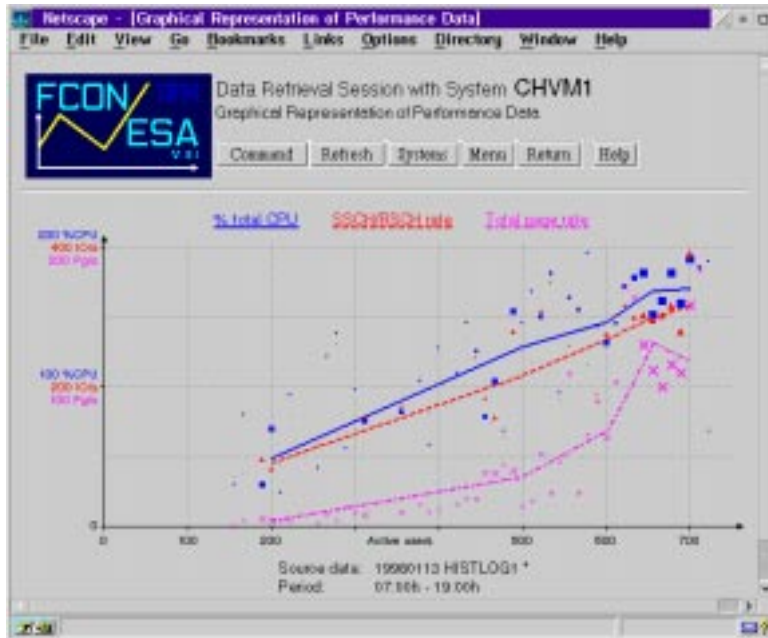 Netscape - [Graphical Representation of Performance Data]
File Edit View Go Bookmarks Links Options Directory Window Help
FCON/
ESA
Data Retrieval Session with System CHVM1
Graphical Representation of Performance Data
Command Refresh Systems Menu Return Help
% total CPU SSCH/RSCH rate Total page rate
200 %CPU
400 IO/s
200 Pg/s
100 %CPU
200 IO/s
100 Pg/s
0
0 100 200 Active users 500 600 700
Source data: 19980113 HISTLOG1 *
Period: 07:00h - 19:00h